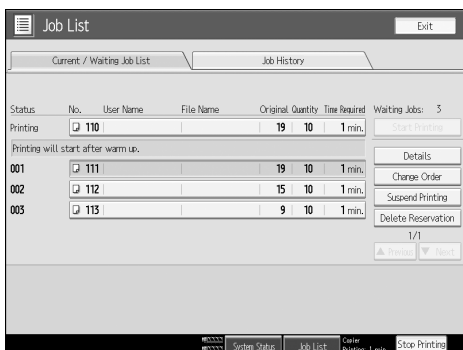 Job List
Exit
Current / Waiting Job List
Job History
Status No. User Name File Name Original Quantity Time Required Waiting Jobs: 3
Printing 110 19 10 1 min. Start Printing
Printing will start after warm up.
Details
001 111 19 10 1 min.
Change Order
002 112 15 10 1 min.
Suspend Printing
003 113 9 10 1 min.
Delete Reservation
1/1
▲ Previous ▼ Next
System Status Job List Copier Stop Printing
Printing 1 min.